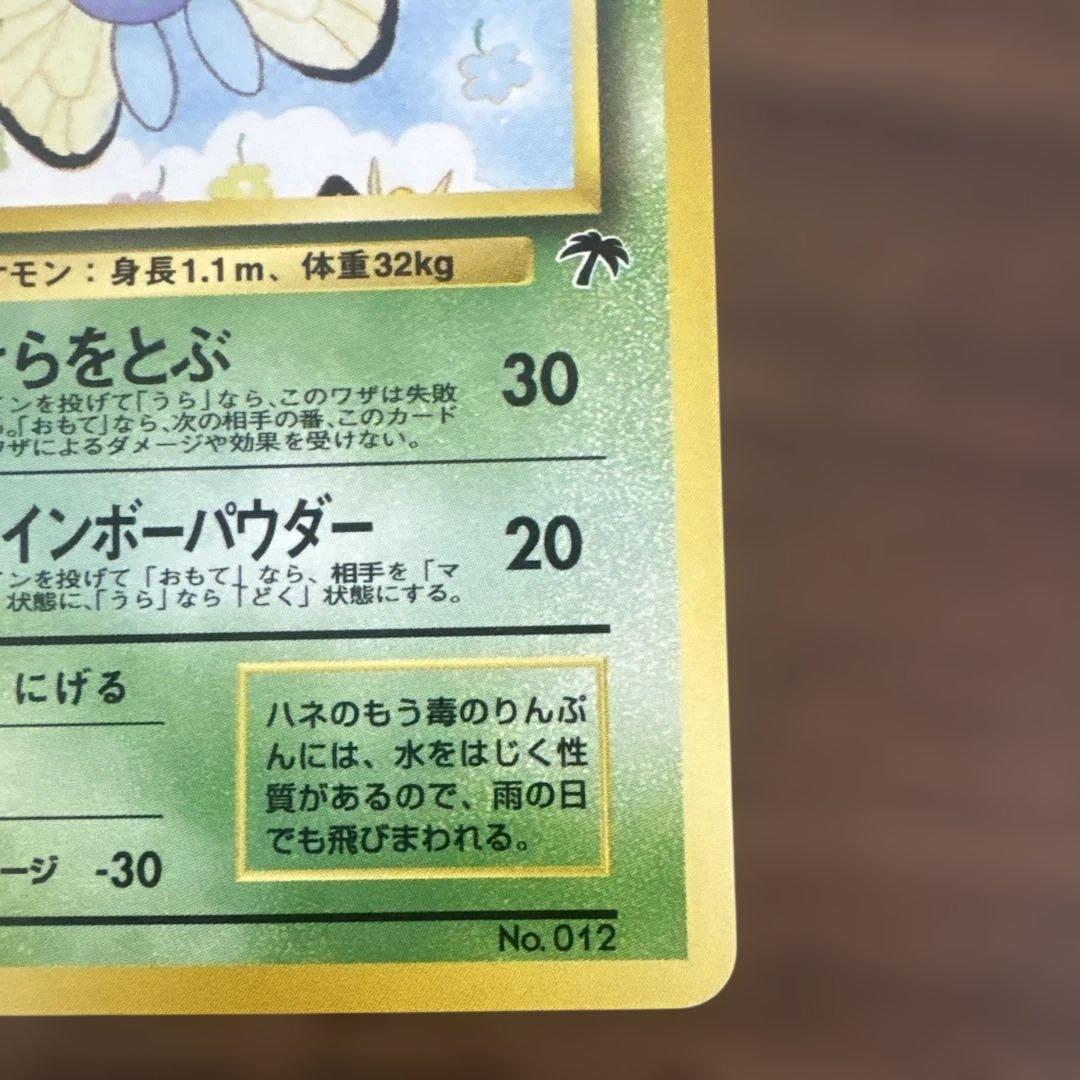 モン：身長1.1m、体重32kg
らをとぶ 30
ンを投げて「うら」なら、このワザは失敗
。「おもて」なら、次の相手の番、このカード
ザによるダメージや効果を受けない。
インボーパウダー 20
ンを投げて「おもて」なら、相手を「マ
状態に、「うら」なら「どく」状態にする。
にげる
ハネのもう毒のりんぷ
んには、水をはじく性
質があるので、雨の日
でも飛びまわれる。
ージ -30
No.012